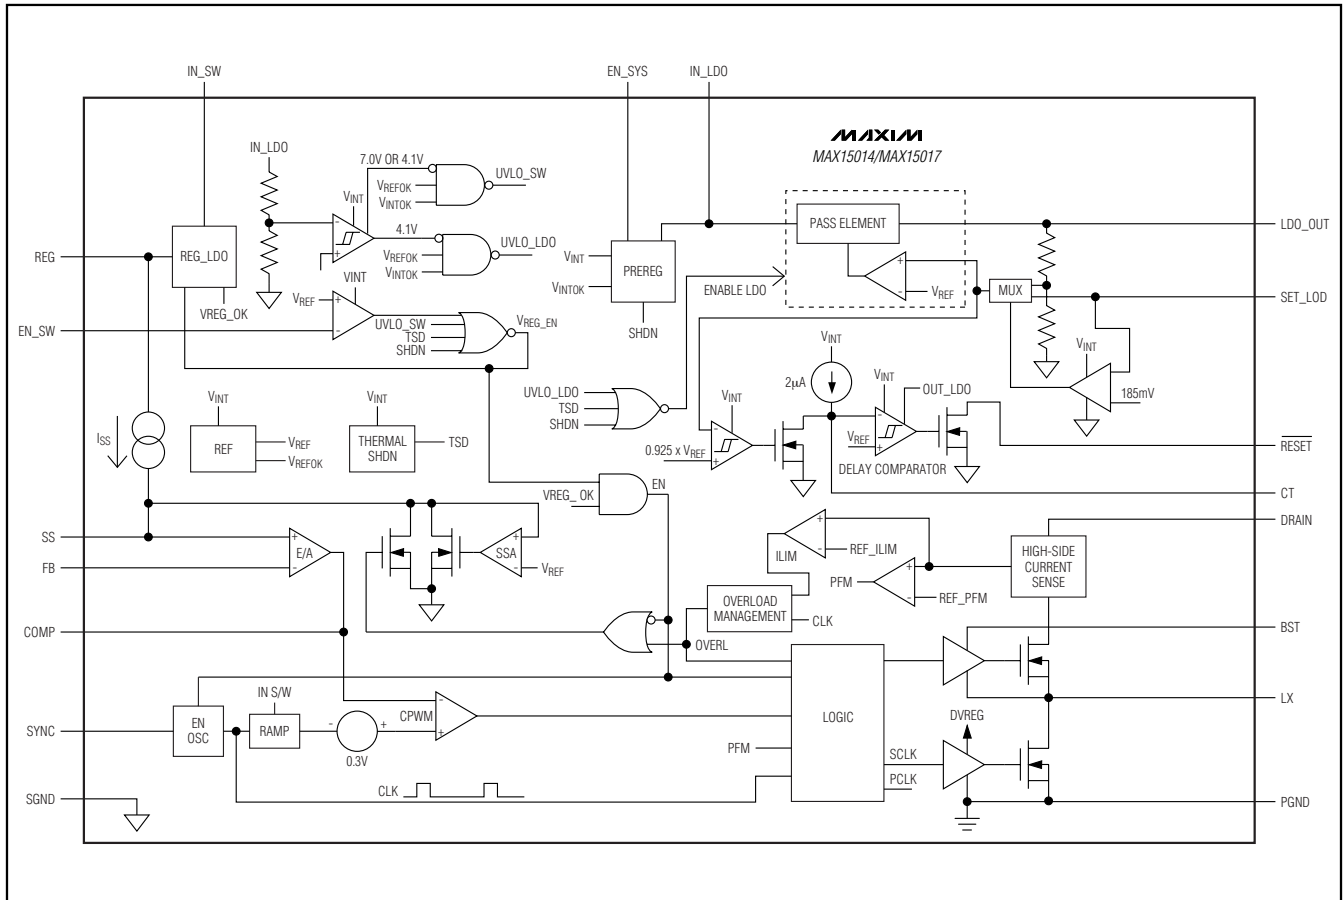 IN_SW
EN_SYS
IN_LDO
MAXIM
MAX15014/MAX15017
IN_LDO
7.0V OR 4.1V
UVLO_SW
VREFOK
VINTOK
VINT
-
+
4.1V
UVLO_LDO
VREFOK
VINTOK
REG
REG_LDO
VREG_OK
VINT
VREF
+
-
EN_SW
UVLO_SW
TSD
SHDN
VREG_EN
VINT
VINTOK
PREREG
SHDN
ENABLE LDO
PASS ELEMENT
+
-
VREF
LDO_OUT
MUX
SET_LOD
VINT
185mV
UVLO_LDO
TSD
SHDN
VINT
2µA
VINT
-
+
0.925 x VREF
VINT
OUT_LDO
-
+
VREF
DELAY COMPARATOR
RESET
CT
ISS
VINT
REF
VREF
VREFOK
VINT
THERMAL
SHDN
TSD
VREG_ OK
EN
SS
FB
+
-
E/A
SSA
+
-
VREF
ILIM
+
-
REF_ILIM
PFM
+
-
REF_PFM
HIGH-SIDE
CURRENT
SENSE
DRAIN
OVERLOAD
MANAGEMENT
CLK
OVERL
BST
COMP
LX
SYNC
EN
OSC
IN S/W
RAMP
-
+
0.3V
CPWM
-
+
LOGIC
PFM
CLK
SCLK
PCLK
DVREG
SGND
PGND